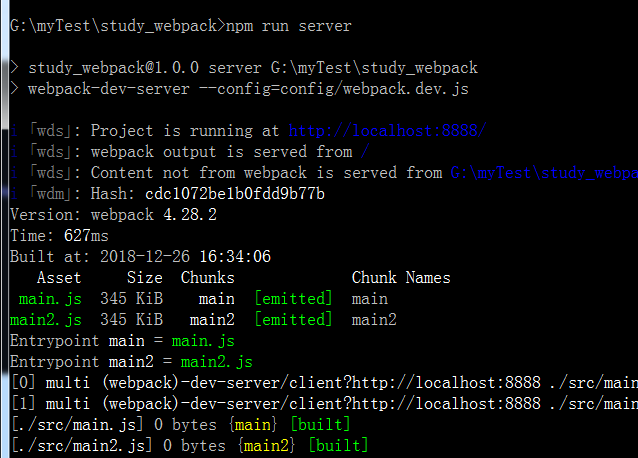 G:\myTest\study_webpack>npm run server
> study_webpack@1.0.0 server G:\myTest\study_webpack
> webpack-dev-server --config=config/webpack.dev.js
i 「wds」: Project is running at http://localhost:8888/
i 「wds」: webpack output is served from /
i 「wds」: Content not from webpack is served from G:\myTest\study_webpa
i 「wdm」: Hash: cdc1072be1b0fdd9b77b
Version: webpack 4.28.2
Time: 627ms
Built at: 2018-12-26 16:34:06
Asset Size Chunks Chunk Names
main.js 345 KiB main [emitted] main
main2.js 345 KiB main2 [emitted] main2
Entrypoint main = main.js
Entrypoint main2 = main2.js
[0] multi (webpack)-dev-server/client?http://localhost:8888 ./src/main
[1] multi (webpack)-dev-server/client?http://localhost:8888 ./src/main
[./src/main.js] 0 bytes {main} [built]
[./src/main2.js] 0 bytes {main2} [built]